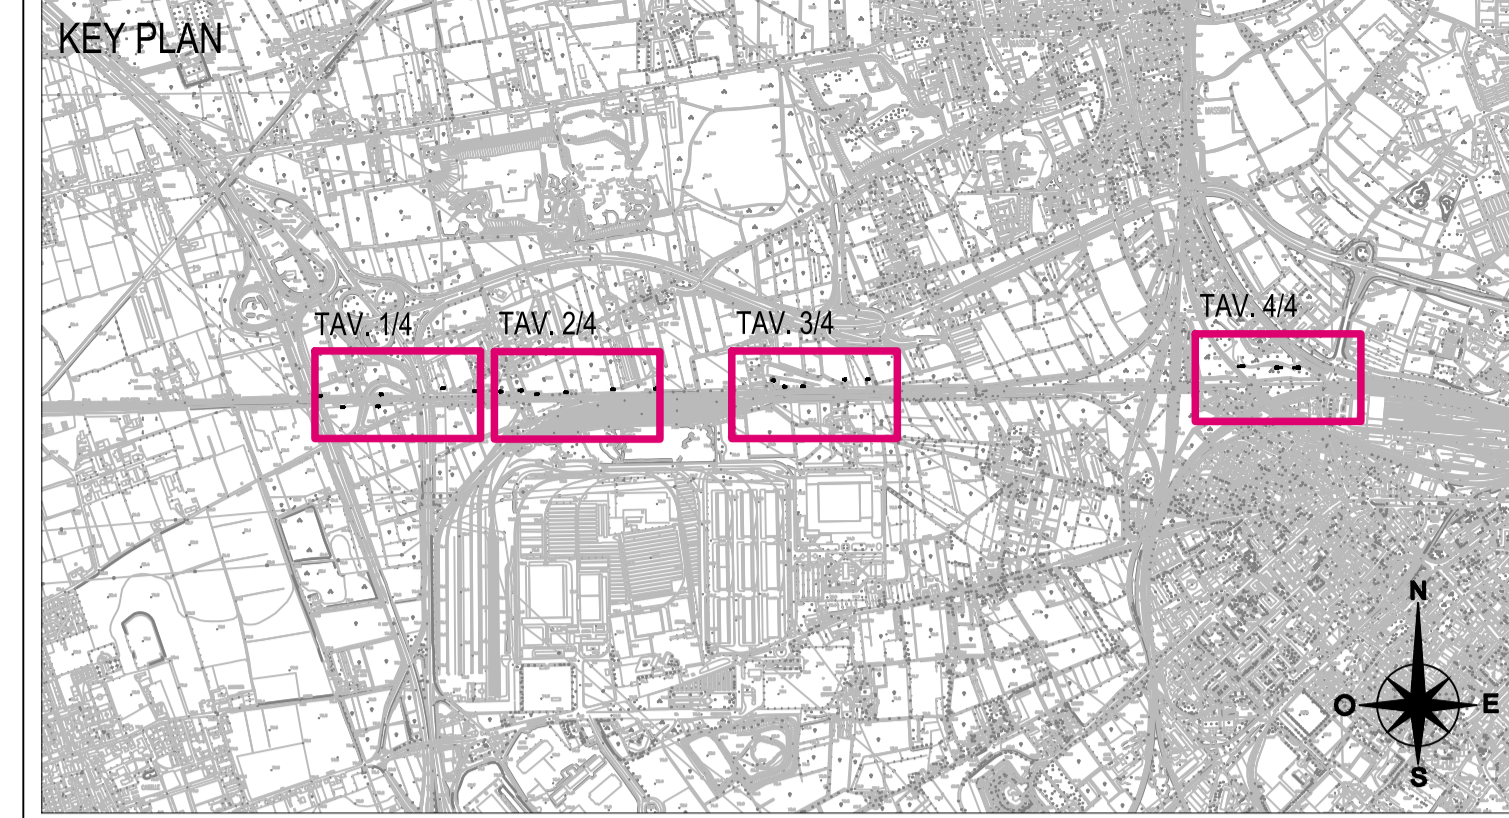 KEY PLAN
TAV. 1/4
TAV. 2/4
TAV. 3/4
TAV. 4/4
N
O
E
S